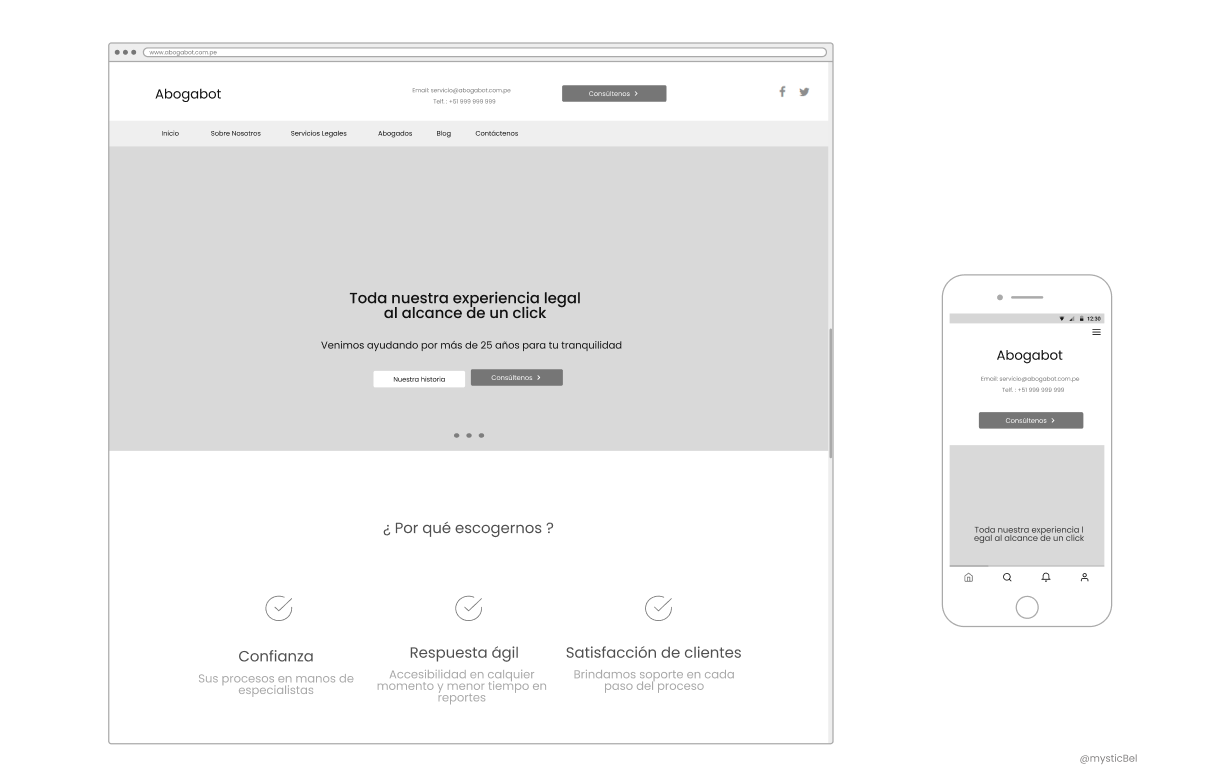 www.abogabot.com.pe
Abogabot
Email: servicio@abogabot.com.pe
Telf. : +51 999 999 999
Consúltenos >
Inicio Sobre Nosotros Servicios Legales Abogados Blog Contáctenos
Toda nuestra experiencia legal
al alcance de un click
Venimos ayudando por más de 25 años para tu tranquilidad
Nuestra historia Consúltenos >
¿ Por qué escogernos ?
Confianza
Sus procesos en manos de
especialistas
Respuesta ágil
Accesibilidad en calquier
momento y menor tiempo en
reportes
Satisfacción de clientes
Brindamos soporte en cada
paso del proceso
12:30
Abogabot
Email: servicio@abogabot.com.pe
Telf. : +51 999 999 999
Consúltenos >
Toda nuestra experiencia l
egal al alcance de un click
@mysticBel